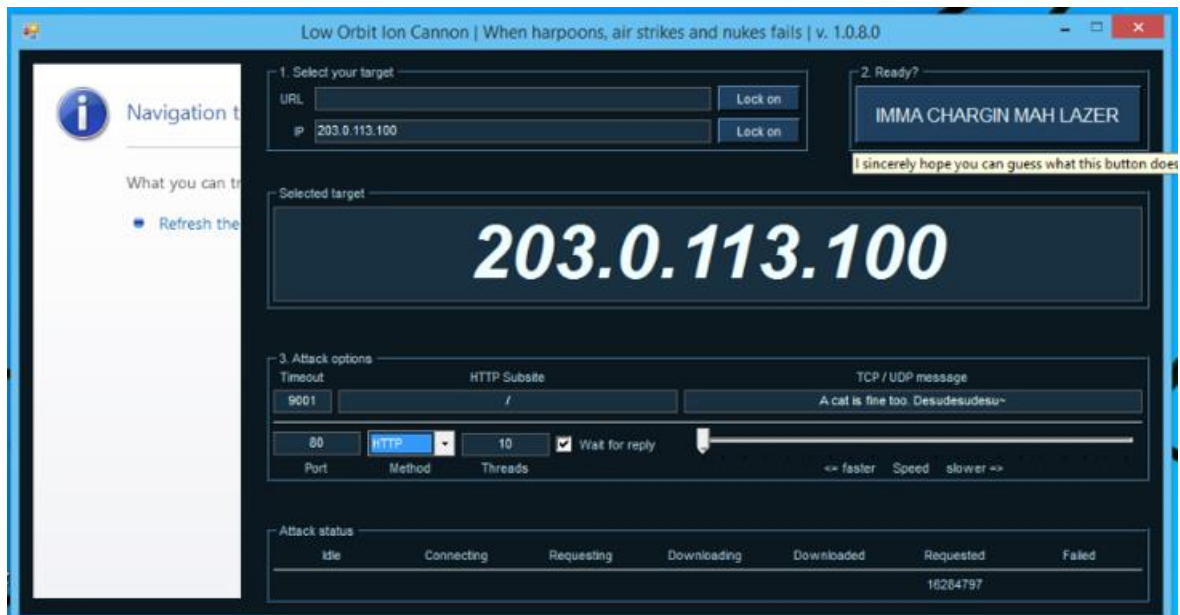 Low Orbit Ion Cannon | When harpoons, air strikes and nukes fails | v. 1.0.8.0
Navigation t
What you can tr
Refresh the
1. Select your target
URL Lock on
IP 203.0.113.100 Lock on
2. Ready?
IMMA CHARGIN MAH LAZER
I sincerely hope you can guess what this button does
Selected target
203.0.113.100
3. Attack options
Timeout HTTP Subsite TCP / UDP message
9001 / A cat is fine too. Desudesudesu~
80 HTTP 10 Wait for reply
Port Method Threads <= faster Speed slower =>
Attack status
Idle Connecting Requesting Downloading Downloaded Requested Failed
16284797